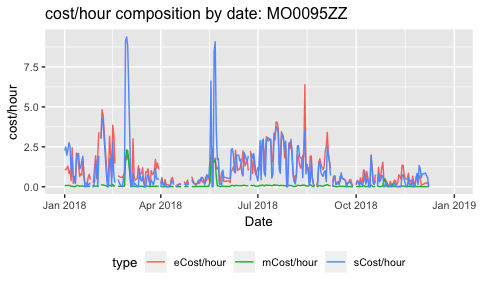 cost/hour composition by date: MO0095ZZ
cost/hour
7.5
5.0
2.5
0.0
Jan 2018 Apr 2018 Jul 2018 Oct 2018 Jan 2019
Date
type eCost/hour mCost/hour sCost/hour